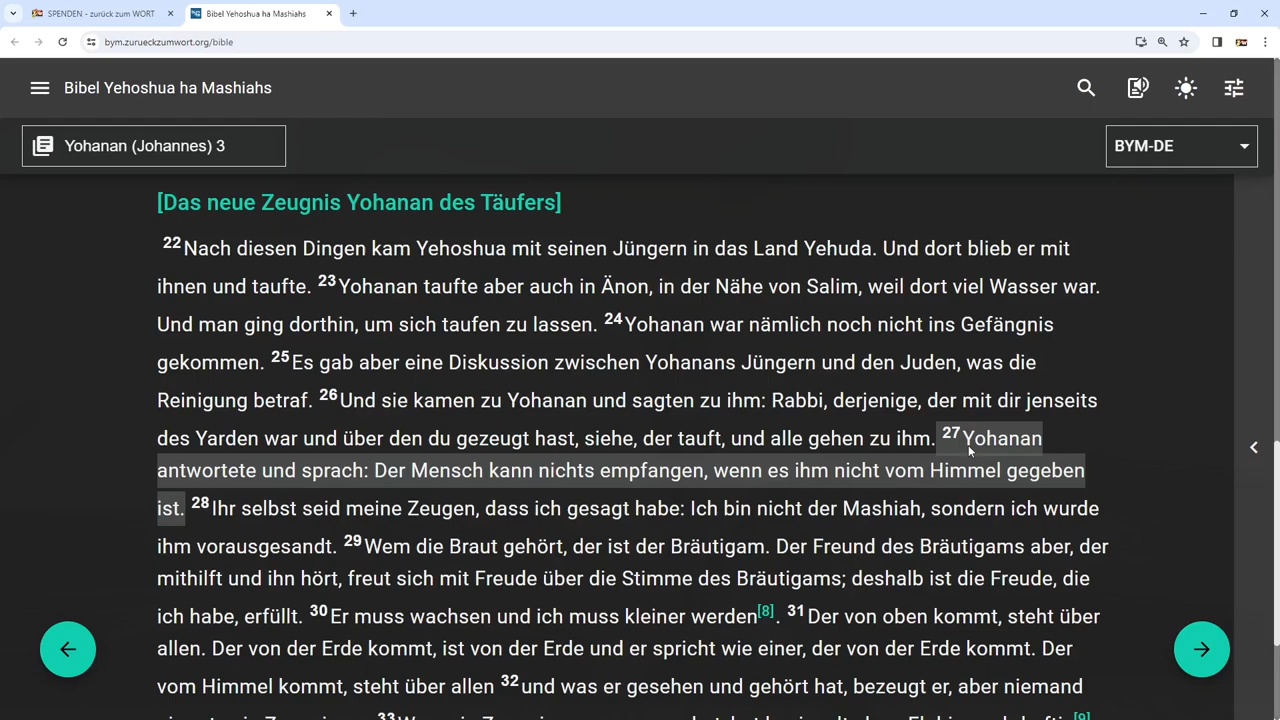 SPENDEN - zurück zum WORT
Bibel Yehoshua ha Mashiahs
bym.zurueckzumwort.org/bible
Bibel Yehoshua ha Mashiahs
Yohanan (Johannes) 3
BYM-DE
[Das neue Zeugnis Yohanan des Täufers]
22 Nach diesen Dingen kam Yehoshua mit seinen Jüngern in das Land Yehuda. Und dort blieb er mit
ihnen und taufte. 23 Yohanan taufte aber auch in Änon, in der Nähe von Salim, weil dort viel Wasser war.
Und man ging dorthin, um sich taufen zu lassen. 24 Yohanan war nämlich noch nicht ins Gefängnis
gekommen. 25 Es gab aber eine Diskussion zwischen Yohanans Jüngern und den Juden, was die
Reinigung betraf. 26 Und sie kamen zu Yohanan und sagten zu ihm: Rabbi, derjenige, der mit dir jenseits
des Yarden war und über den du gezeugt hast, siehe, der tauft, und alle gehen zu ihm. 27 Yohanan
antwortete und sprach: Der Mensch kann nichts empfangen, wenn es ihm nicht vom Himmel gegeben
ist. 28 Ihr selbst seid meine Zeugen, dass ich gesagt habe: Ich bin nicht der Mashiah, sondern ich wurde
ihm vorausgesandt. 29 Wem die Braut gehört, der ist der Bräutigam. Der Freund des Bräutigams aber, der
mithilft und ihn hört, freut sich mit Freude über die Stimme des Bräutigams; deshalb ist die Freude, die
ich habe, erfüllt. 30 Er muss wachsen und ich muss kleiner werden[8]. 31 Der von oben kommt, steht über
allen. Der von der Erde kommt, ist von der Erde und er spricht wie einer, der von der Erde kommt. Der
vom Himmel kommt, steht über allen 32 und was er gesehen und gehört hat, bezeugt er, aber niemand
33 [9]